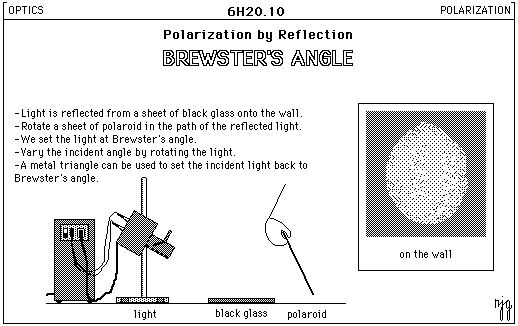 OPTICS
6H20.10
POLARIZATION
Polarization by Reflection
BREWSTER'S ANGLE
-Light is reflected from a sheet of black glass onto the wall.
-Rotate a sheet of polaroid in the path of the reflected light.
-We set the light at Brewster's angle.
-Vary the incident angle by rotating the light.
-A metal triangle can be used to set the incident light back to
Brewster's angle.
on the wall
light
black glass
polaroid